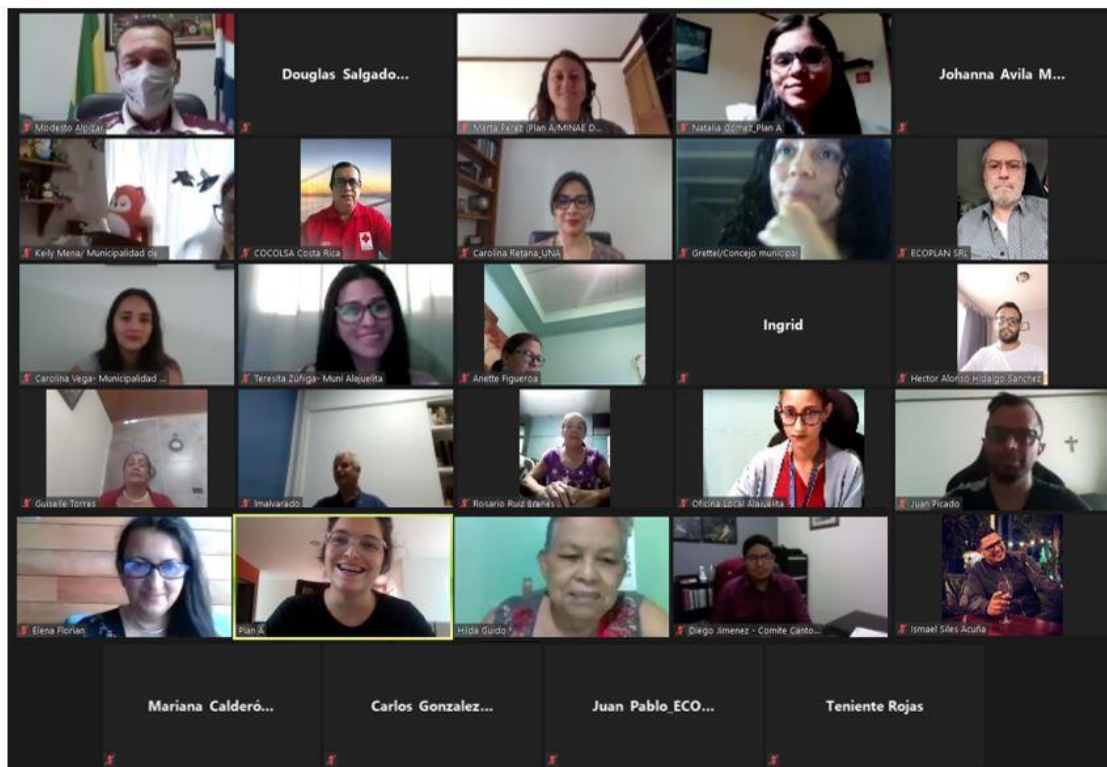 Modesto Alpizar
Douglas Salgado...
Marta Perez (Plan A/MINAE D...
Natalia Gómez_Plan A
Johanna Avila M...
Keily Mena/ Municipalidad de
COCOLSA Costa Rica
Carolina Retana_UNA
Grettel/Concejo municipal
ECOPLAN SRL
Carolina Vega- Municipalidad ...
Teresita Zúñiga- Muni Alajuelita
Anette Figueroa
Ingrid
Hector Alonso Hidalgo Sanchez
Guiselle Torres
lmalvarado
Rosario Ruiz Brenes
Oficina Local Alajuelita
Juan Picado
Elena Florian
Plan A
Hilda Guido
Diego Jimenez - Comite Canto...
Ismael Siles Acuña
Mariana Calderó...
Carlos Gonzalez...
Juan Pablo_ECO...
Teniente Rojas